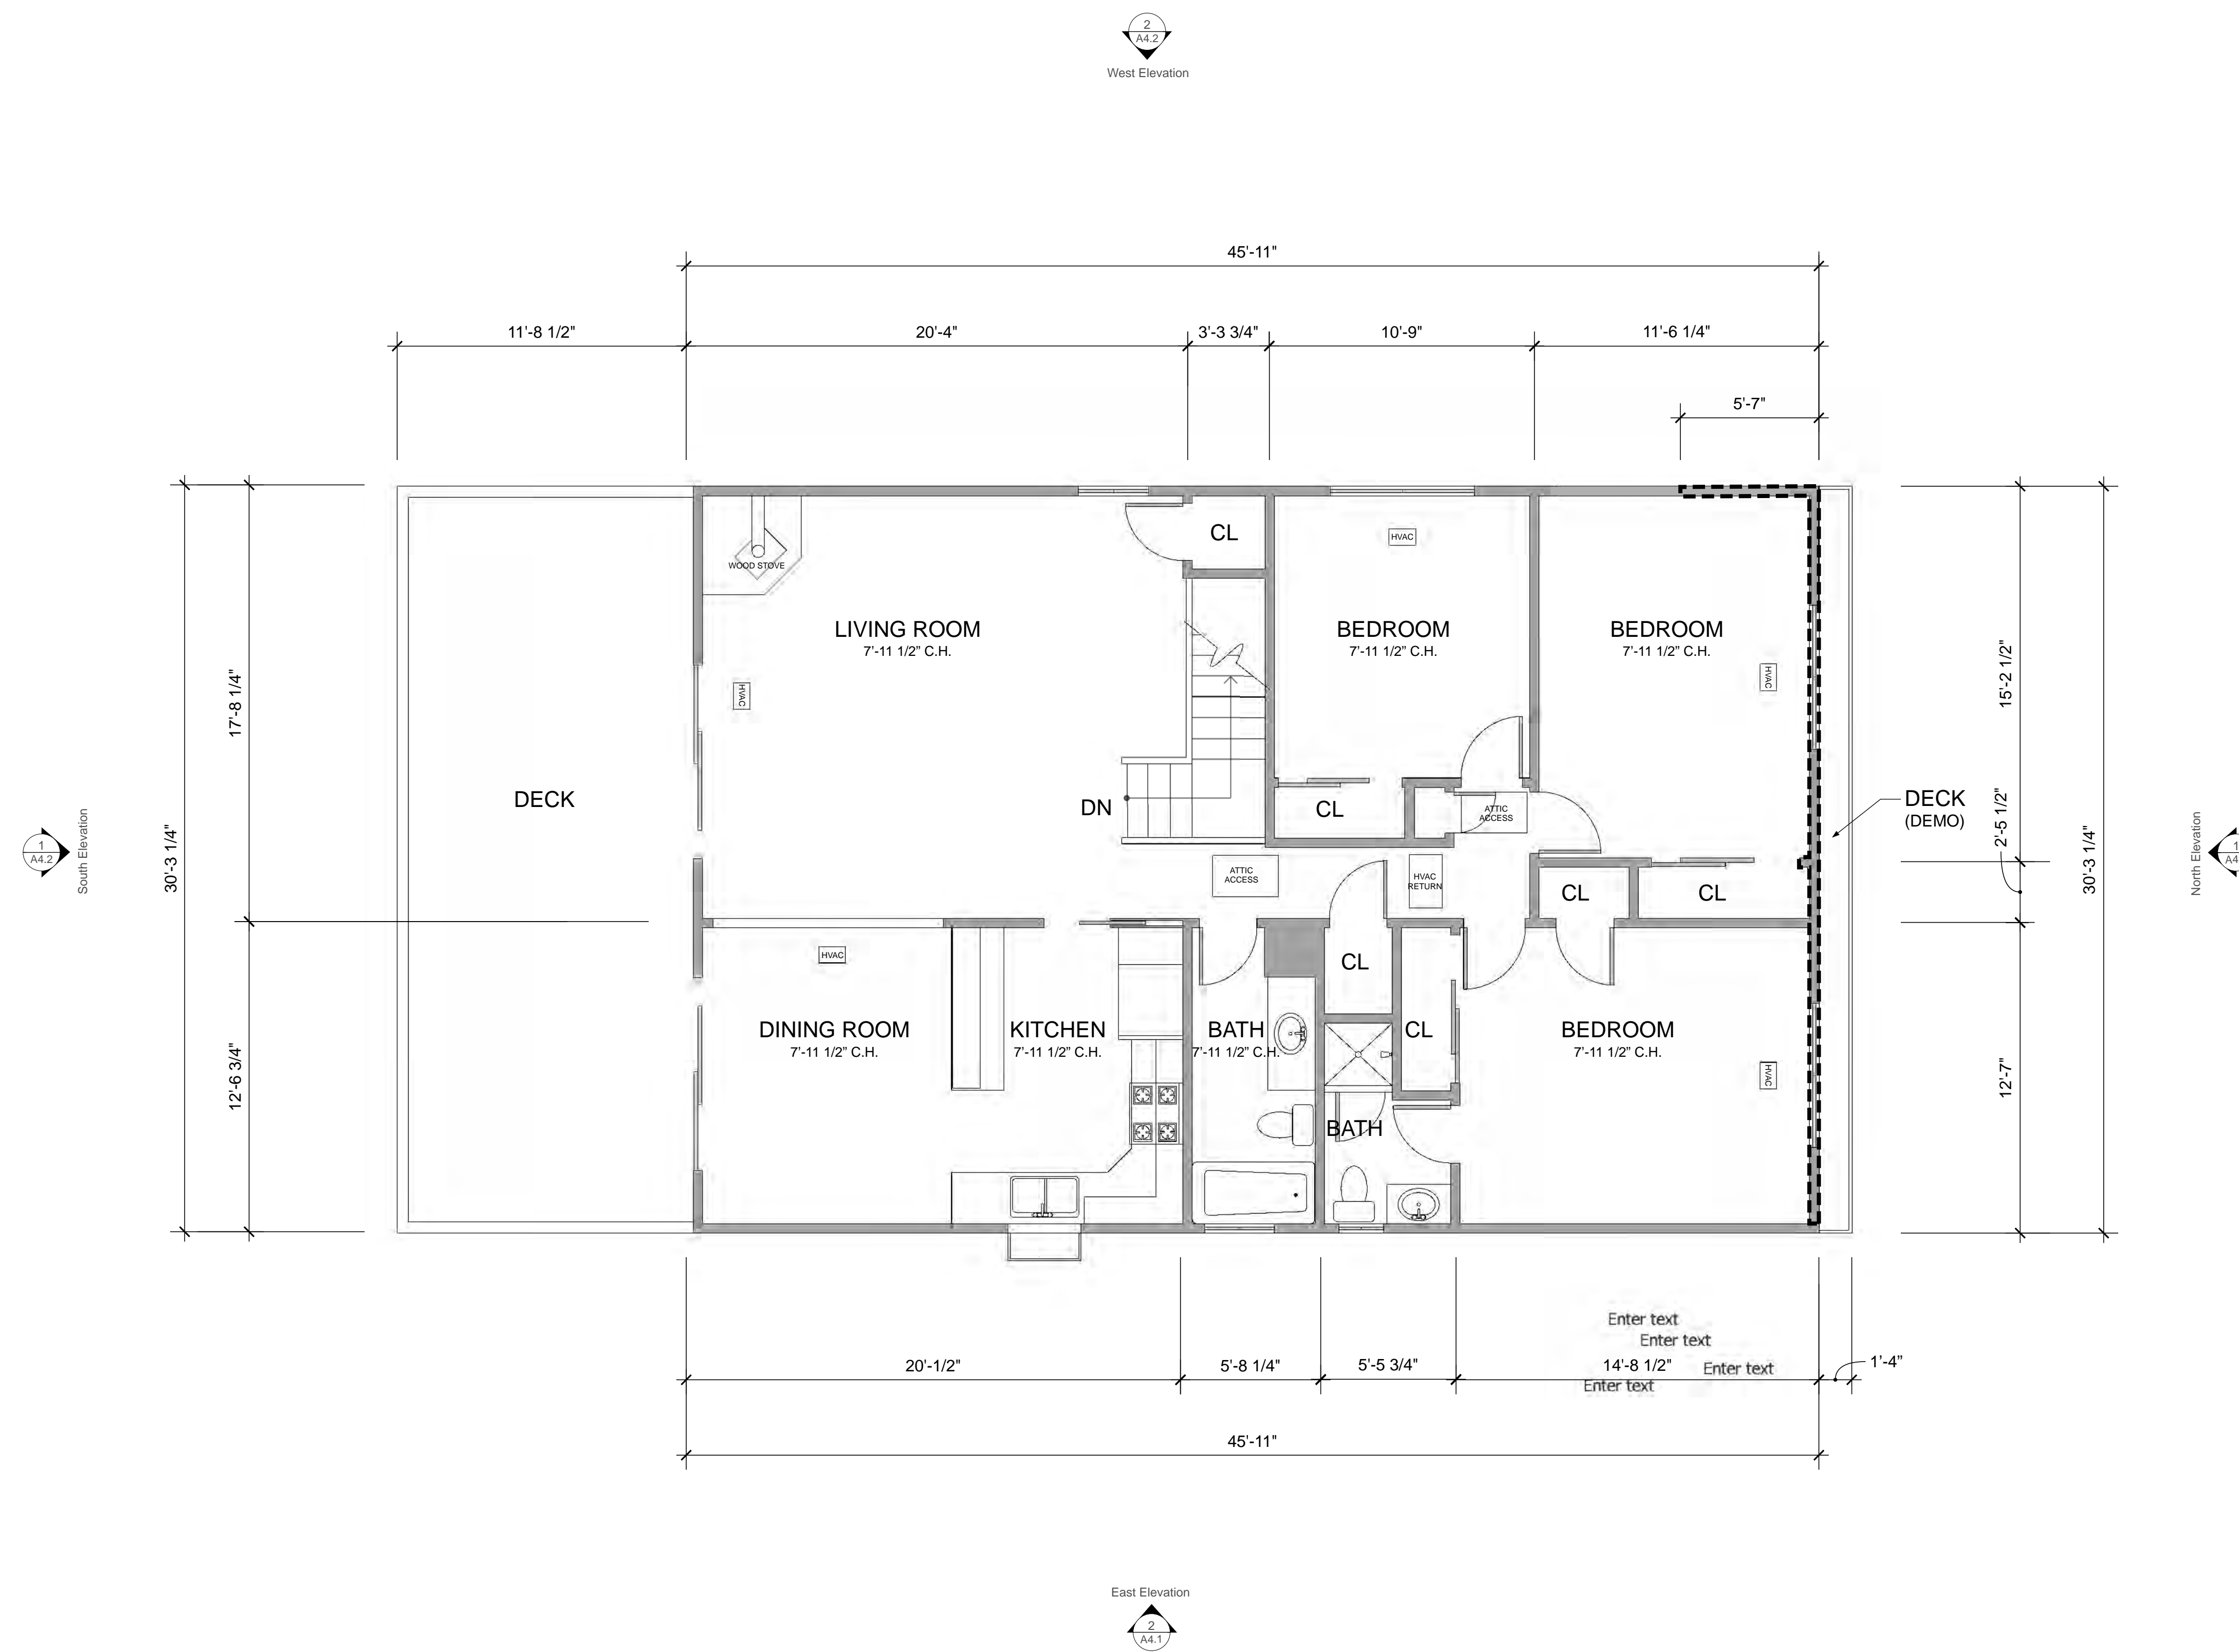 2
A4.2
West Elevation
45'-11"
11'-8 1/2"
20'-4"
3'-3 3/4"
10'-9"
11'-6 1/4"
5'-7"
CL
HVAC
WOOD STOVE
LIVING ROOM
7'-11 1/2” C.H.
BEDROOM
7'-11 1/2” C.H.
BEDROOM
7'-11 1/2” C.H.
HVAC
HVAC
17'-8 1/4"
15'-2 1/2"
DECK
DN
CL
ATTIC
ACCESS
DECK
(DEMO)
2'-5 1/2"
1
A4.2
South Elevation
30'-3 1/4"
30'-3 1/4"
North Elevation
1
A4
ATTIC
ACCESS
HVAC
RETURN
CL
CL
HVAC
CL
DINING ROOM
7'-11 1/2” C.H.
KITCHEN
7'-11 1/2” C.H.
BATH
7'-11 1/2” C.H.
CL
BEDROOM
7'-11 1/2” C.H.
HVAC
12'-6 3/4"
12'-7"
BATH
Enter text
Enter text
20'-1/2"
5'-8 1/4"
5'-5 3/4"
14'-8 1/2"
Enter text
1'-4”
Enter text
45'-11"
East Elevation
2
A4.1